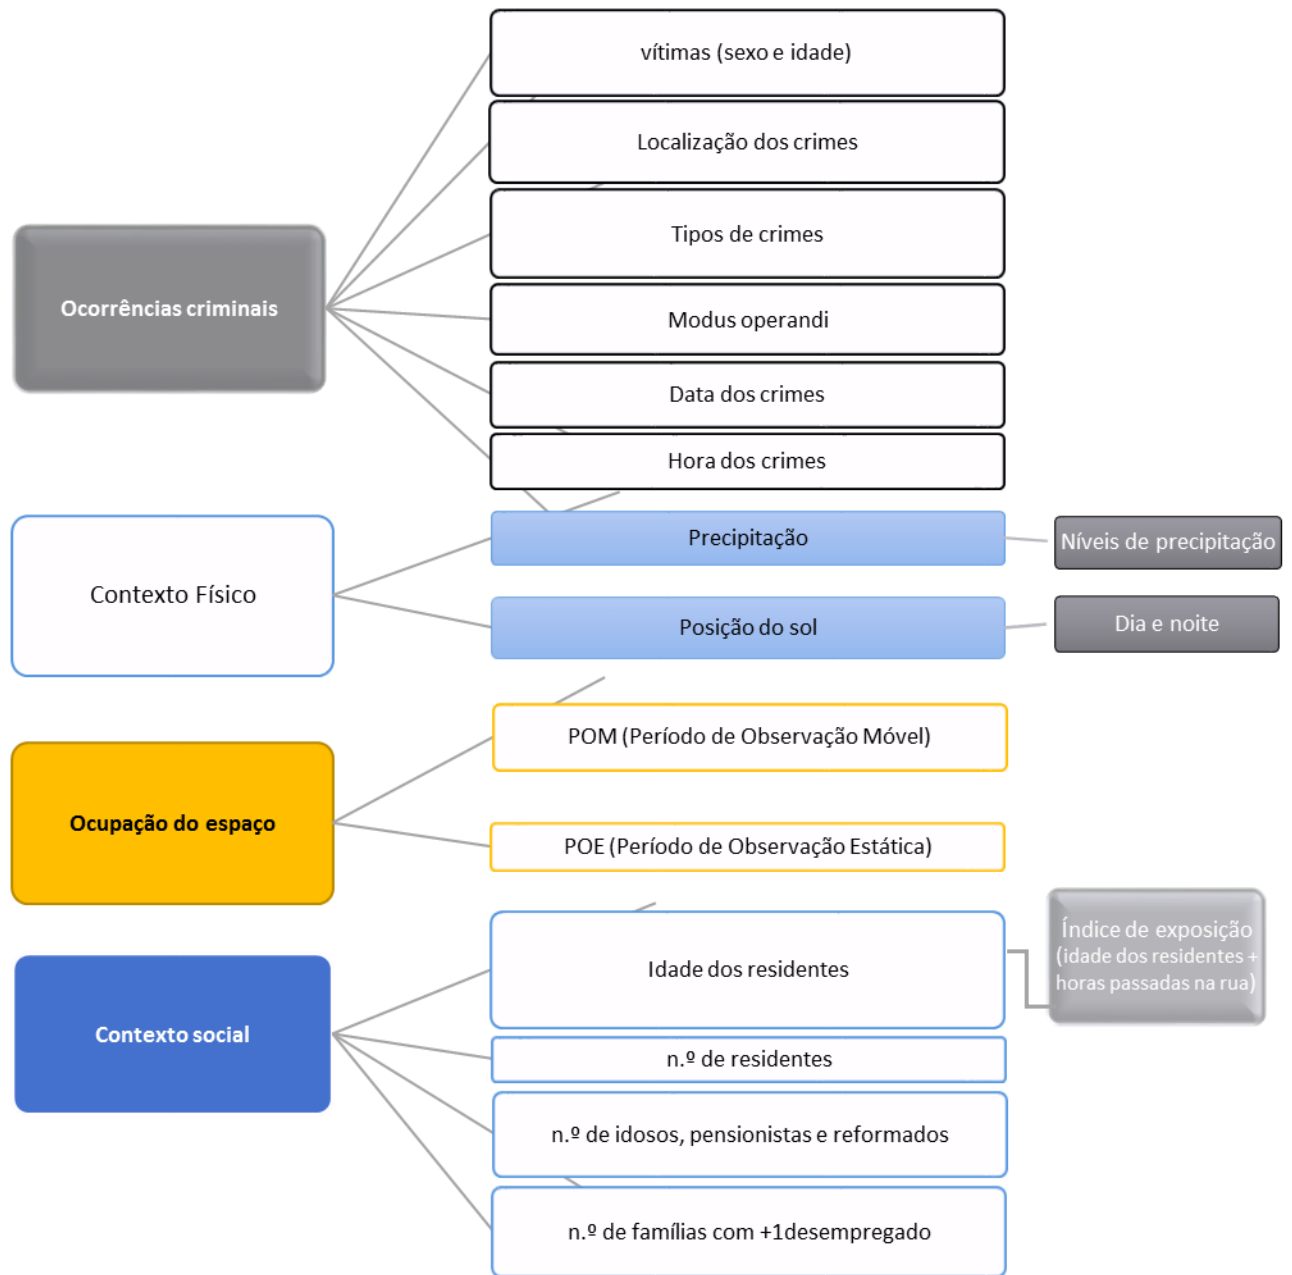 vítimas (sexo e idade)
Localização dos crimes
Tipos de crimes
Ocorrências criminais
Modus operandi
Data dos crimes
Hora dos crimes
Precipitação
Níveis de precipitação
Contexto Físico
Posição do sol
Dia e noite
POM (Período de Observação Móvel)
Ocupação do espaço
POE (Período de Observação Estática)
Índice de exposição
(idade dos residentes +
horas passadas na rua)
Idade dos residentes
Contexto social
n.º de residentes
n.º de idosos, pensionistas e reformados
n.º de famílias com +1desempregado